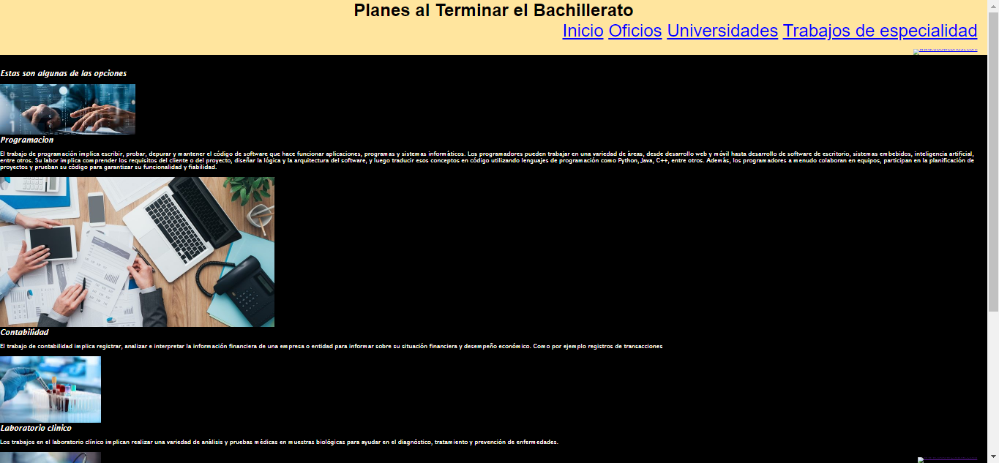 Planes al Terminar el Bachillerato
Inicio Oficios Universidades Trabajos de especialidad
Estas son algunas de las opciones
Programacion
El trabajo de programación implica escribir, probar, depurar y mantener el código de software que hace funcionar aplicaciones, programas y sistemas informáticos. Los programadores pueden trabajar en una variedad de áreas, desde desarrollo web y móvil hasta desarrollo de software de escritorio, sistemas embebidos, inteligencia artificial,
entre otros. Su labor implica comprender los requisitos del cliente o del proyecto, diseñar la lógica y la arquitectura del software, y luego traducir esos conceptos en código utilizando lenguajes de programación como Python, Java, C++, entre otros. Además, los programadores a menudo colaboran en equipos, participan en la planificación de
proyectos y prueban su código para garantizar su funcionalidad y fiabilidad.
Contabilidad
El trabajo de contabilidad implica registrar, analizar e interpretar la información financiera de una empresa o entidad para informar sobre su situación financiera y desempeño económico. Como por ejemplo registros de transacciones
Laboratorio clinico
Los trabajos en el laboratorio clínico implican realizar una variedad de análisis y pruebas médicas en muestras biológicas para ayudar en el diagnóstico, tratamiento y prevención de enfermedades.